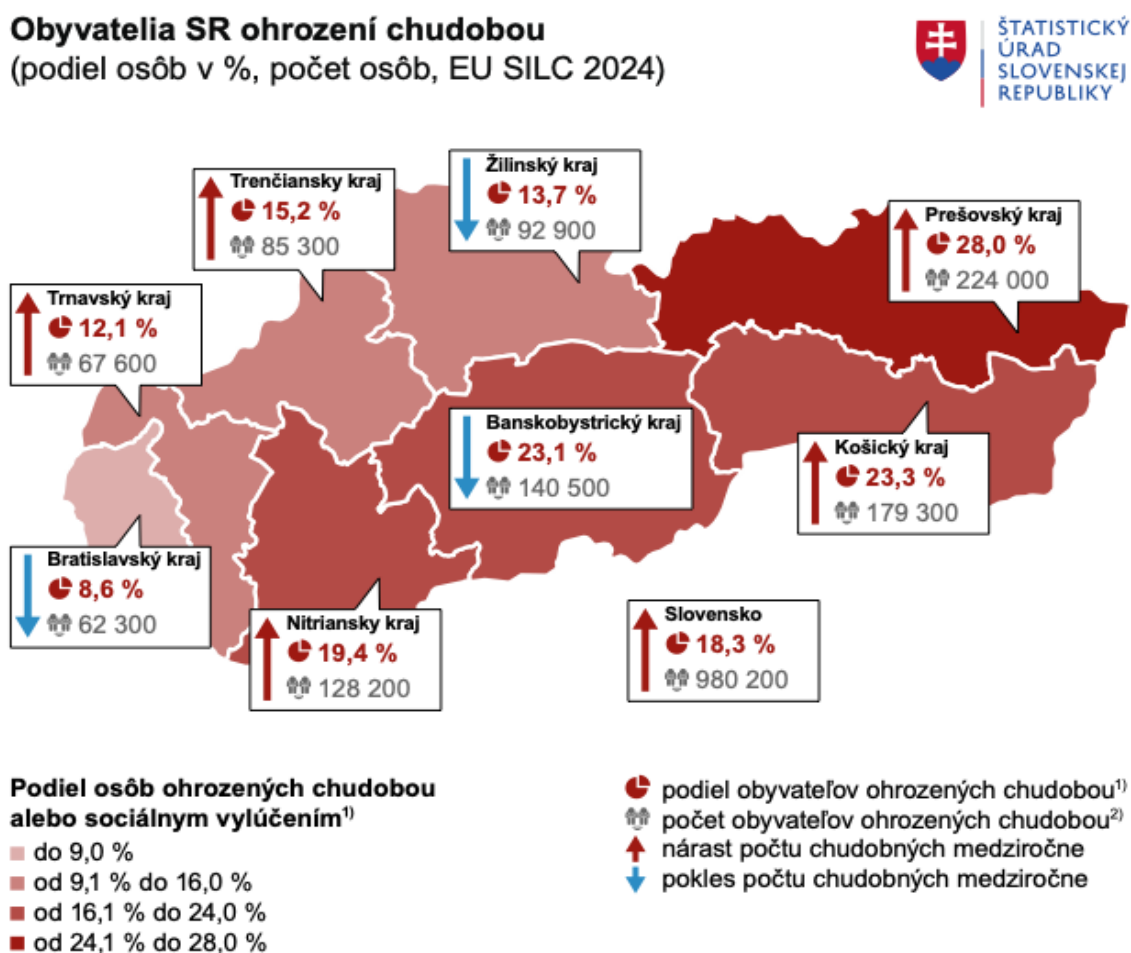 Obyvatelia SR ohrození chudobou
(podiel osôb v %, počet osôb, EU SILC 2024)
ŠTATISTICKÝ
ÚRAD
SLOVENSKEJ
REPUBLIKY
Trenčiansky kraj
15,2 %
85 300
Žilinský kraj
13,7 %
92 900
Prešovský kraj
28,0 %
224 000
Trnavský kraj
12,1 %
67 600
Banskobystrický kraj
23,1 %
140 500
Košický kraj
23,3 %
179 300
Bratislavský kraj
8,6 %
62 300
Nitriansky kraj
19,4 %
128 200
Slovensko
18,3 %
980 200
Podiel osôb ohrozených chudobou
alebo sociálnym vylúčením¹⁾
do 9,0 %
od 9,1 % do 16,0 %
od 16,1 % do 24,0 %
od 24,1 % do 28,0 %
podiel obyvateľov ohrozených chudobou¹⁾
počet obyvateľov ohrozených chudobou²⁾
nárast počtu chudobných medziročne
pokles počtu chudobných medziročne